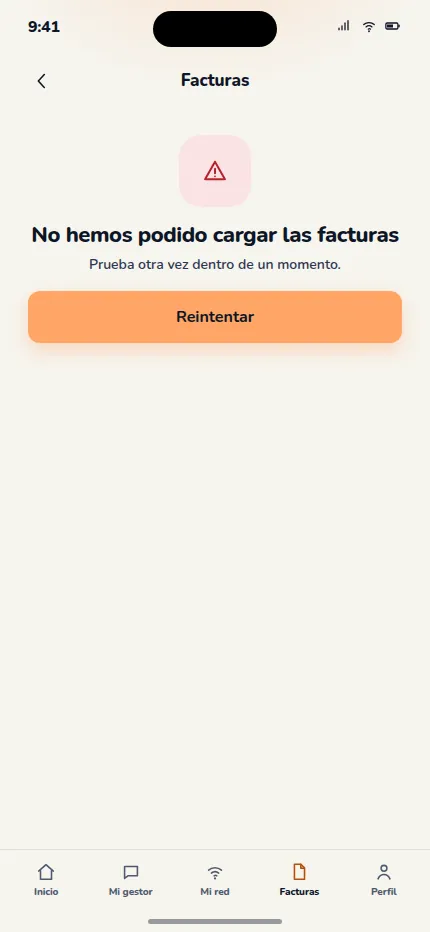 9:41
Facturas
No hemos podido cargar las facturas
Prueba otra vez dentro de un momento.
Reintentar
Inicio
Mi gestor
Mi red
Facturas
Perfil